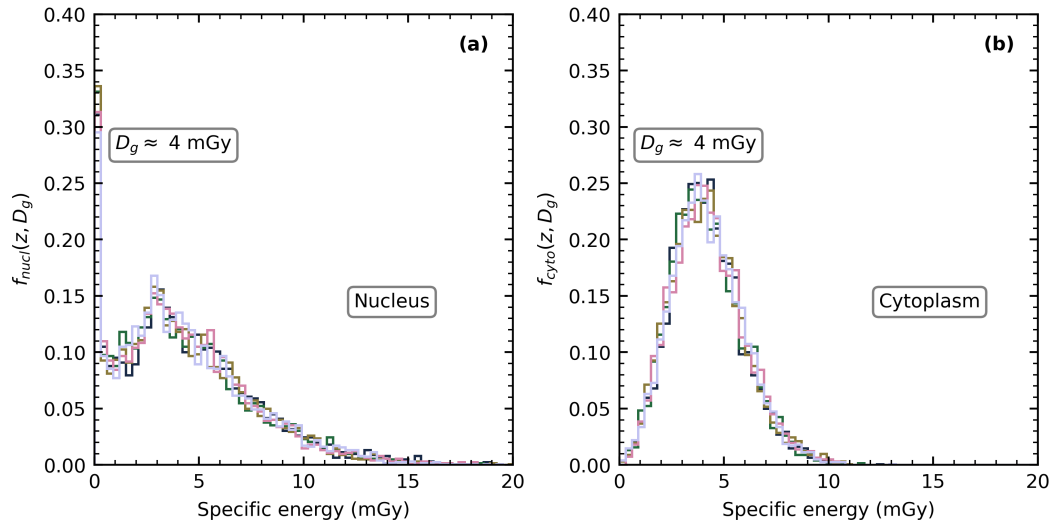 0.40
0.35
0.30
0.25
0.20
0.15
0.10
0.05
0.00
f_nucl(z, D_g)
(a)
D_g ≈ 4 mGy
Nucleus
0
5
10
15
20
Specific energy (mGy)
0.40
0.35
0.30
0.25
0.20
0.15
0.10
0.05
0.00
f_cyto(z, D_g)
(b)
D_g ≈ 4 mGy
Cytoplasm
0
5
10
15
20
Specific energy (mGy)